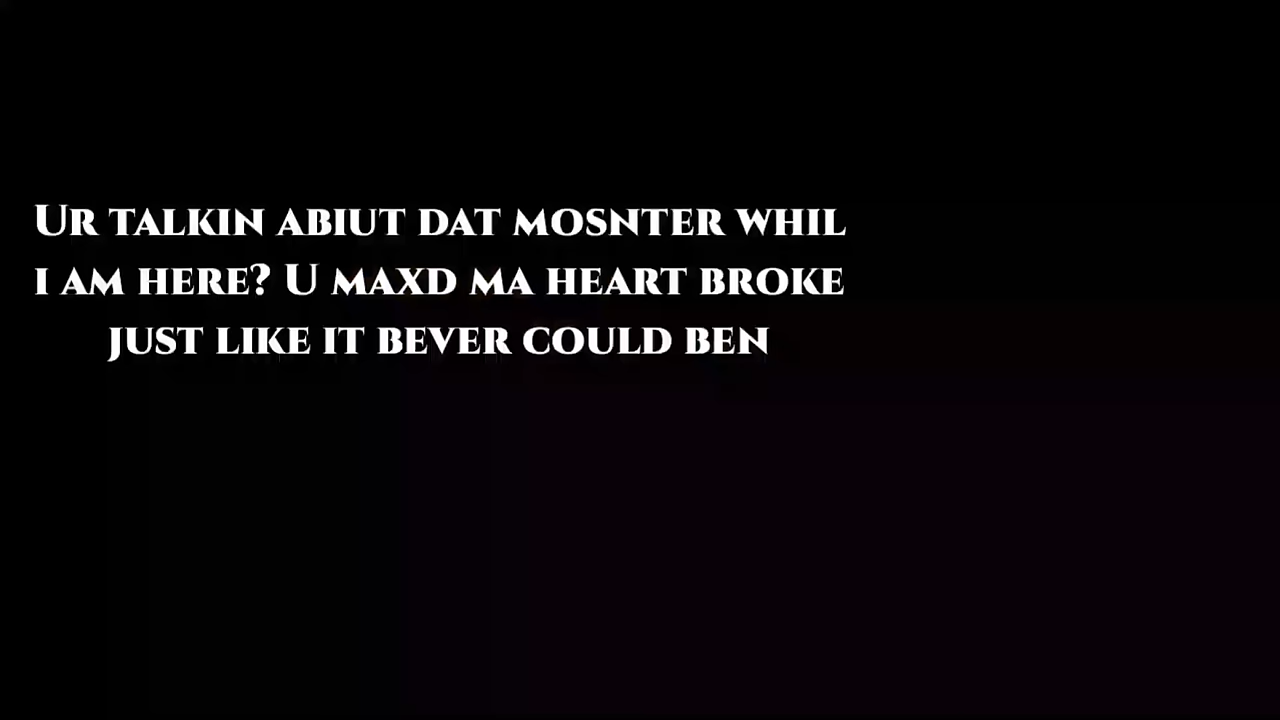 Ur talkin abiut dat mosnter whil
i am here? U maxd ma heart broke
just like it bever could ben